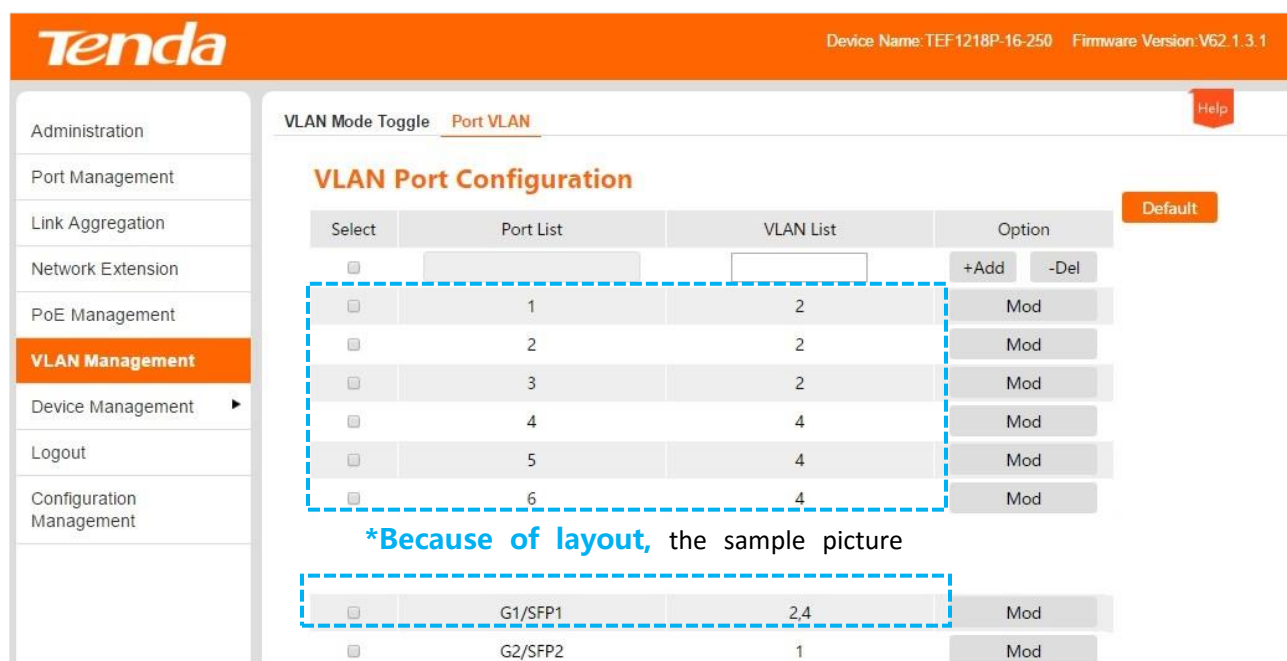 Tenda
Device Name:TEF1218P-16-250 Firmware Version:V62.1.3.1
Help
VLAN Mode Toggle Port VLAN
Administration
Port Management
Link Aggregation
Network Extension
PoE Management
VLAN Management
Device Management
Logout
Configuration
Management
VLAN Port Configuration
Default
Select Port List VLAN List Option
+Add -Del
1 2 Mod
2 2 Mod
3 2 Mod
4 4 Mod
5 4 Mod
6 4 Mod
*Because of layout, the sample picture
G1/SFP1 2,4 Mod
G2/SFP2 1 Mod